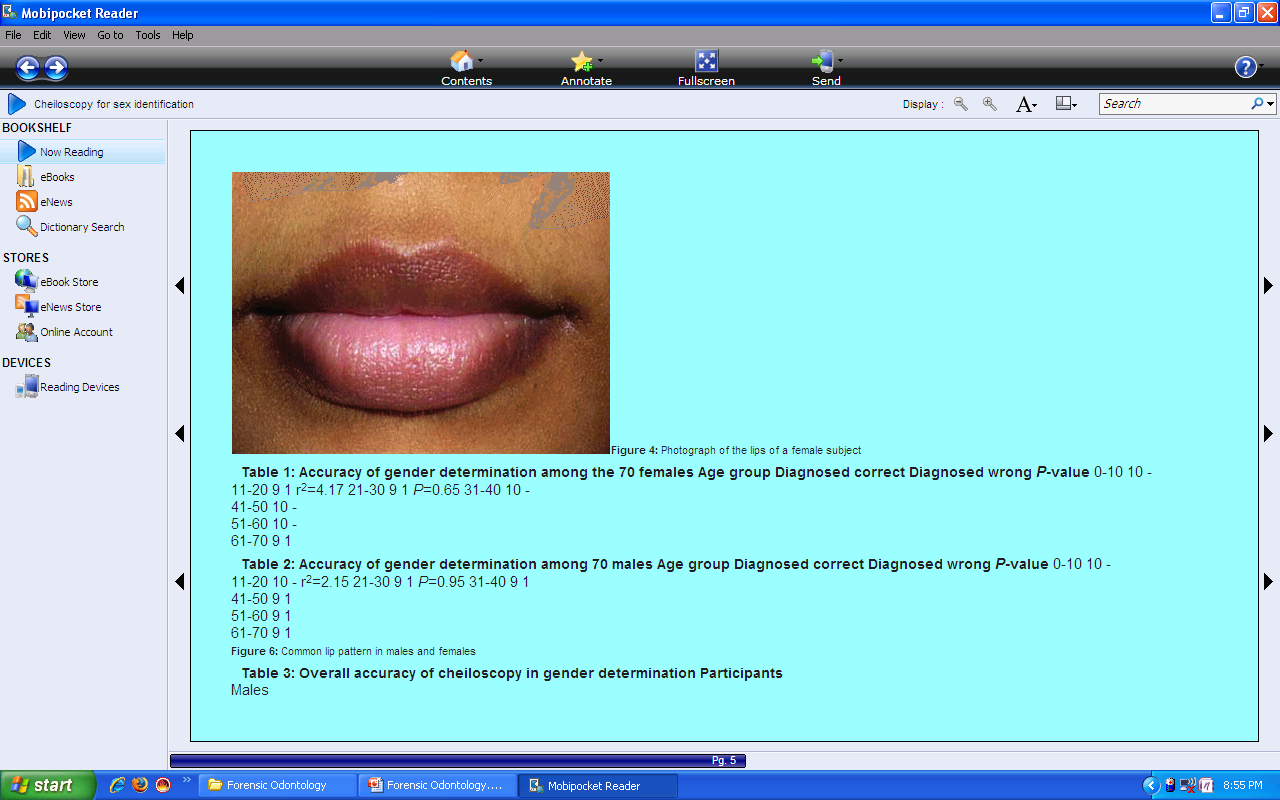 Mobipocket Reader
File Edit View Go to Tools Help
Contents Annotate Fullscreen Send
Cheiloscopy for sex identification
Display :
A
Search
BOOKSHELF
Now Reading
eBooks
eNews
Dictionary Search
STORES
eBook Store
eNews Store
Online Account
DEVICES
Reading Devices
Figure 4: Photograph of the lips of a female subject
Table 1: Accuracy of gender determination among the 70 females Age group Diagnosed correct Diagnosed wrong P-value 0-10 10 -
11-20 9 1 r2=4.17 21-30 9 1 P=0.65 31-40 10 -
41-50 10 -
51-60 10 -
61-70 9 1
Table 2: Accuracy of gender determination among 70 males Age group Diagnosed correct Diagnosed wrong P-value 0-10 10 -
11-20 10 - r2=2.15 21-30 9 1 P=0.95 31-40 9 1
41-50 9 1
51-60 9 1
61-70 9 1
Figure 6: Common lip pattern in males and females
Table 3: Overall accuracy of cheiloscopy in gender determination Participants
Males
Pg. 5
start
Forensic Odontology
Forensic Odontology....
Mobipocket Reader
8:55 PM